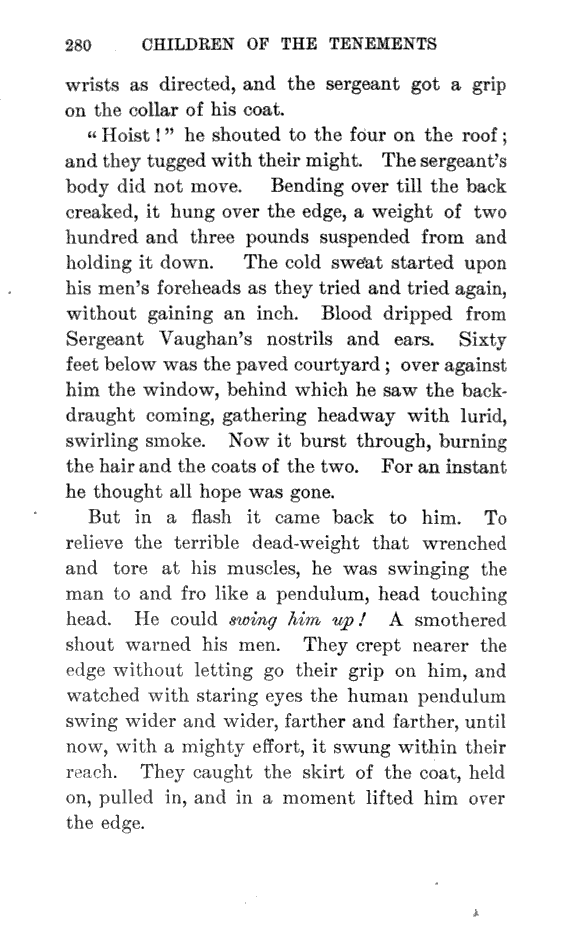 280 CHILDREN OF THE TENEMENTS
wrists as directed, and the sergeant got a grip
on the collar of his coat.
“Hoist!” he shouted to the four on the roof;
and they tugged with their might. The sergeant’s
body did not move. Bending over till the back
creaked, it hung over the edge, a weight of two
hundred and three pounds suspended from and
holding it down. The cold sweat started upon
his men’s foreheads as they tried and tried again,
without gaining an inch. Blood dripped from
Sergeant Vaughan’s nostrils and ears. Sixty
feet below was the paved courtyard; over against
him the window, behind which he saw the back-
draught coming, gathering headway with lurid,
swirling smoke. Now it burst through, burning
the hair and the coats of the two. For an instant
he thought all hope was gone.
But in a flash it came back to him. To
relieve the terrible dead-weight that wrenched
and tore at his muscles, he was swinging the
man to and fro like a pendulum, head touching
head. He could swing him up! A smothered
shout warned his men. They crept nearer the
edge without letting go their grip on him, and
watched with staring eyes the human pendulum
swing wider and wider, farther and farther, until
now, with a mighty effort, it swung within their
reach. They caught the skirt of the coat, held
on, pulled in, and in a moment lifted him over
the edge.